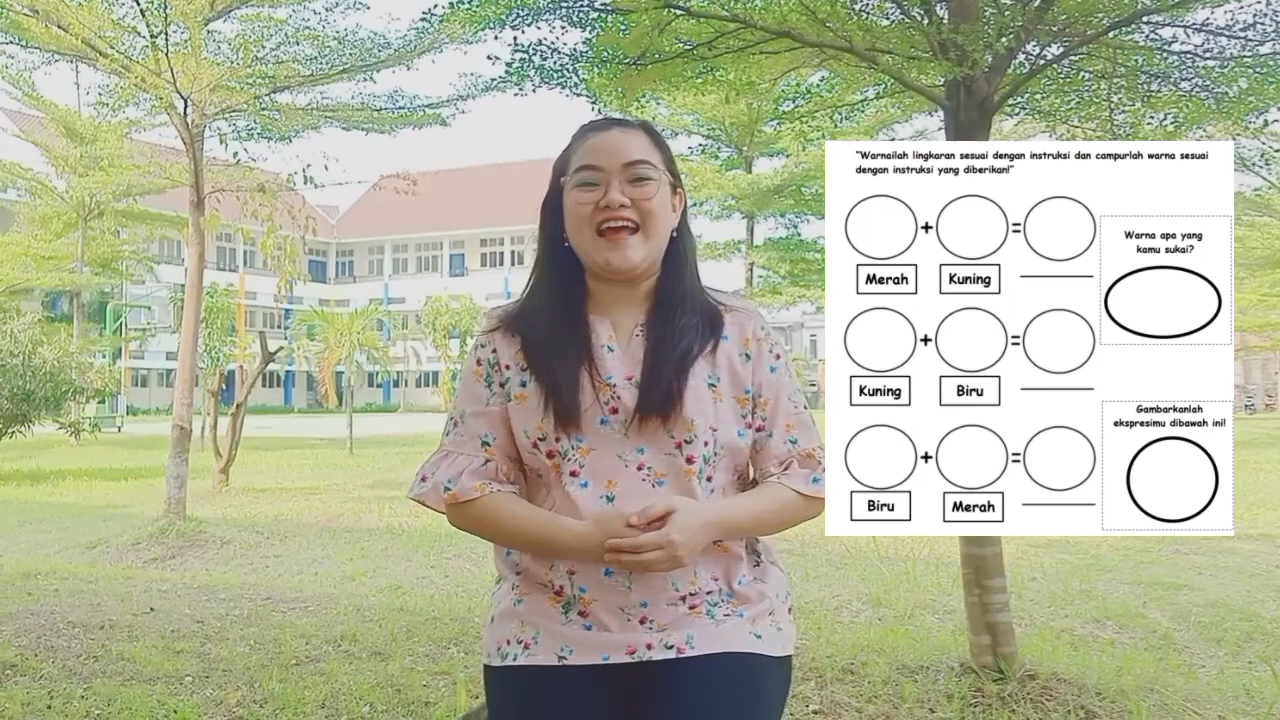 "Warnailah lingkaran sesuai dengan instruksi dan campurlah warna sesuai
dengan instruksi yang diberikan!"
+ =
Merah Kuning
Warna apa yang
kamu sukai?
+ =
Kuning Biru
+ =
Biru Merah
Gambarkanlah
ekspresimu dibawah ini!